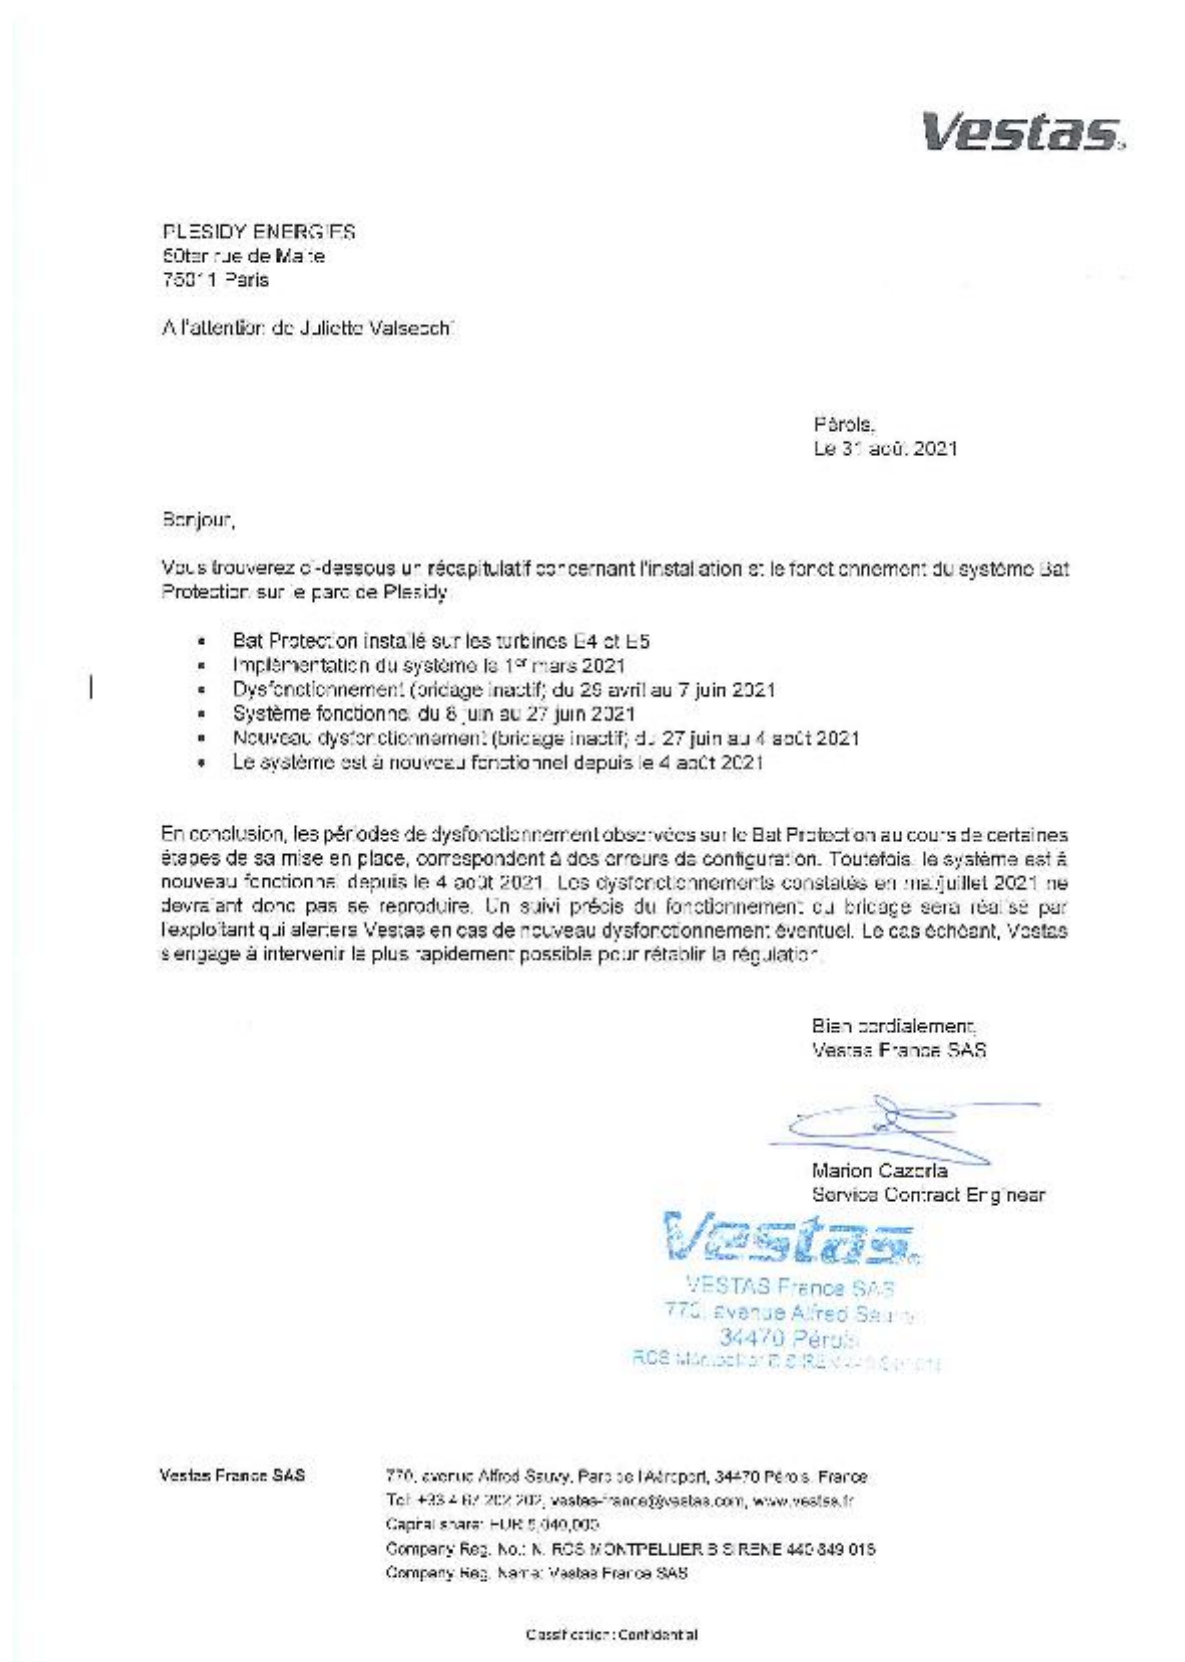 Vestas
PLESIDY ENERGIES
60ter rue de Malte
75011 Paris
A l'attention de Juliette Valsecchi
Pérols,
Le 31 août 2021
Bonjour,
Vous trouverez ci-dessous un récapitulatif concernant l'installation et le fonctionnement du système Bat
Protection sur le parc de Plesidy
• Bat Protection installé sur les turbines E4 et E5
• Implémentation du système le 1er mars 2021
• Dysfonctionnement (bridage inactif) du 29 avril au 7 juin 2021
• Système fonctionnel du 8 juin au 27 juin 2021
• Nouveau dysfonctionnement (bridage inactif) du 27 juin au 4 août 2021
• Le système est à nouveau fonctionnel depuis le 4 août 2021
En conclusion, les périodes de dysfonctionnement observées sur le Bat Protection au cours de certaines
étapes de sa mise en place, correspondent à des erreurs de configuration. Toutefois, le système est à
nouveau fonctionnel depuis le 4 août 2021. Les dysfonctionnements constatés en mai/juillet 2021 ne
devraient donc pas se reproduire. Un suivi précis du fonctionnement du bridage sera réalisé par
l'exploitant qui alertera Vestas en cas de nouveau dysfonctionnement éventuel. Le cas échéant, Vestas
s'engage à intervenir le plus rapidement possible pour rétablir la régulation.
Bien cordialement,
Vestas France SAS
Marion Cazorla
Service Contract Engineer
Vestas
VESTAS France SAS
770, avenue Alfred Sauvy
34470 Pérols
RCS Montpellier B SIREN
Vestas France SAS
770, avenue Alfred Sauvy, Parc de l'Aéroport, 34470 Pérols, France
Tel: +33 4 67 202 202, vestas-france@vestas.com, www.vestas.fr
Capital share: EUR 5,040,000
Company Reg. No.: N. RCS MONTPELLIER B SIRENE 440 849 016
Company Reg. Name: Vestas France SAS
Classification: Confidential